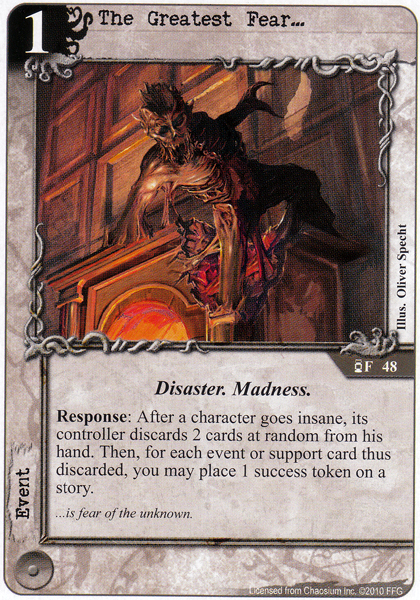 1
The Greatest Fear...
Illus. Oliver Specht
F 48
Disaster. Madness.
Response: After a character goes insane, its
controller discards 2 cards at random from his
hand. Then, for each event or support card thus
discarded, you may place 1 success token on a
story.
...is fear of the unknown.
Event
Licensed from Chaosium Inc. ©2010 FFG